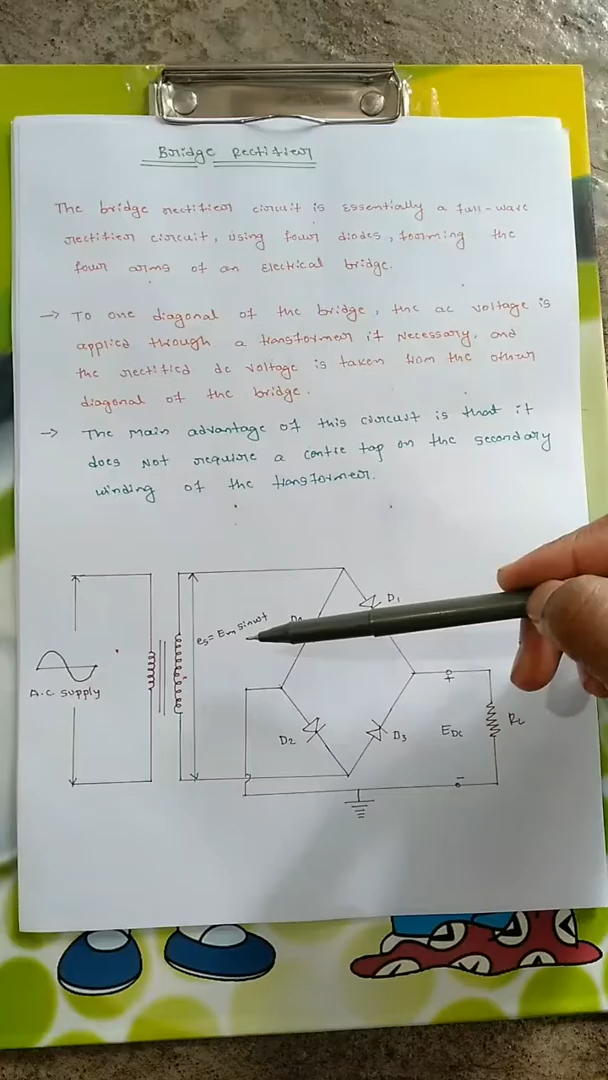 Bridge Rectifier
The bridge rectifier circuit is essentially a full-wave
rectifier circuit, using four diodes, forming the
four arms of an Electrical bridge.
→ To one diagonal of the bridge, the ac voltage is
applied through a transformer if necessary, and
the rectified dc voltage is taken from the other
diagonal of the bridge.
→ The main advantage of this circuit is that it
does not require a centre tap on the secondary
winding of the transformer.
es = Em sin wt
D1
A.C. supply
D2
D3
EDC
RL
+
-